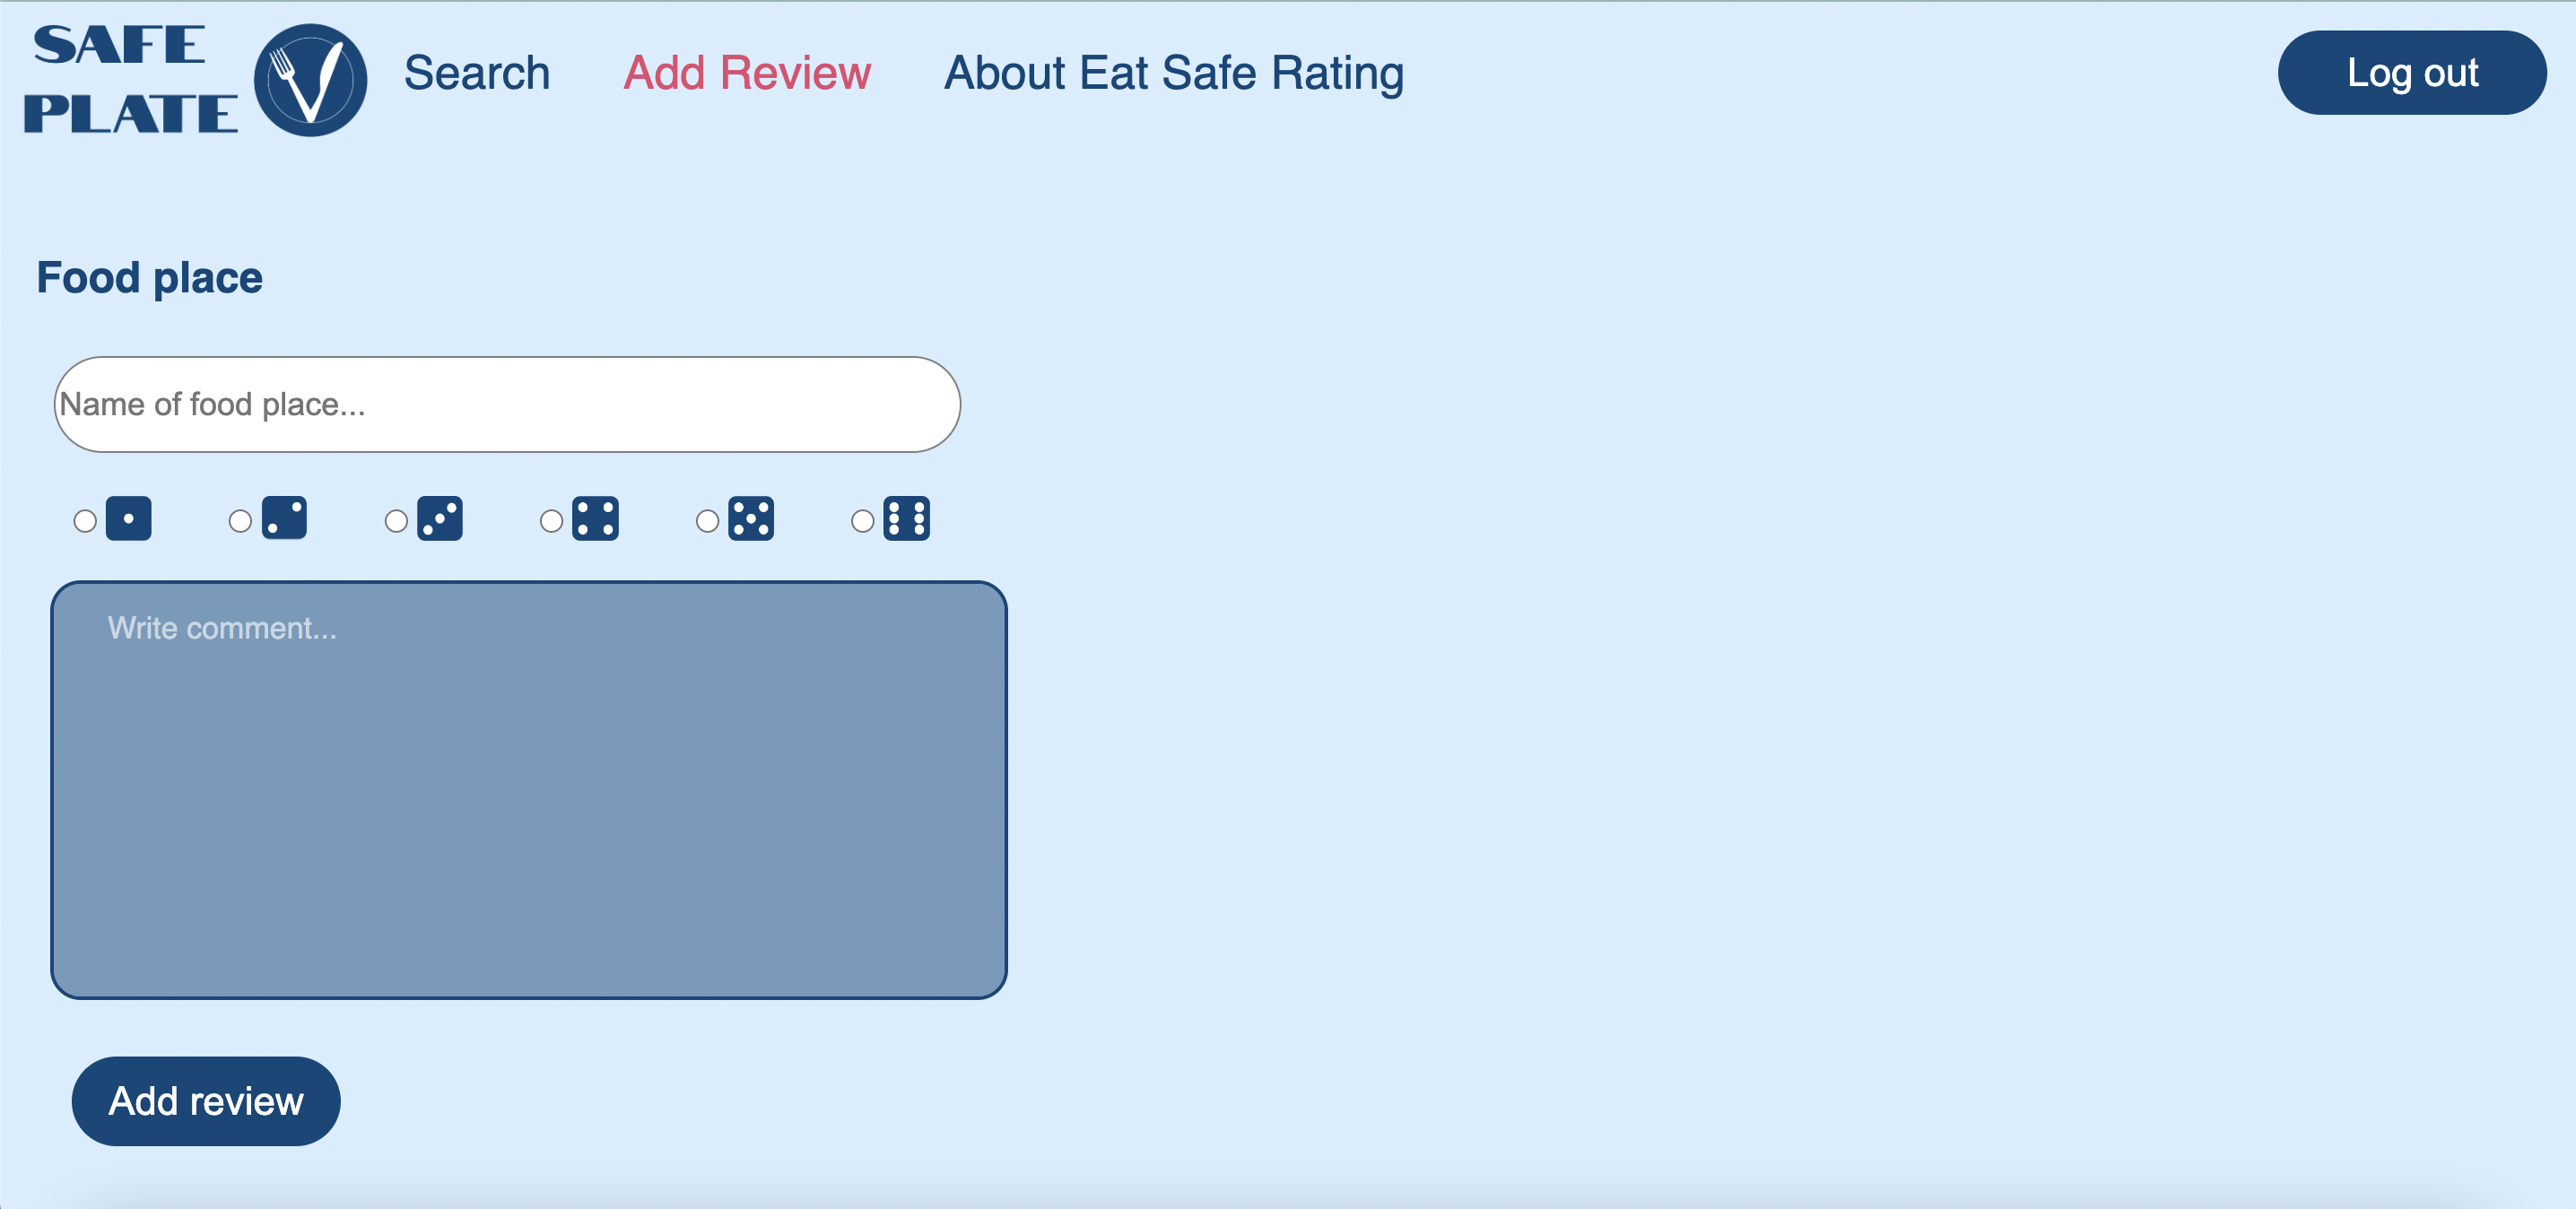 SAFE
PLATE
Search Add Review About Eat Safe Rating Log out
Food place
Name of food place...
Write comment...
Add review